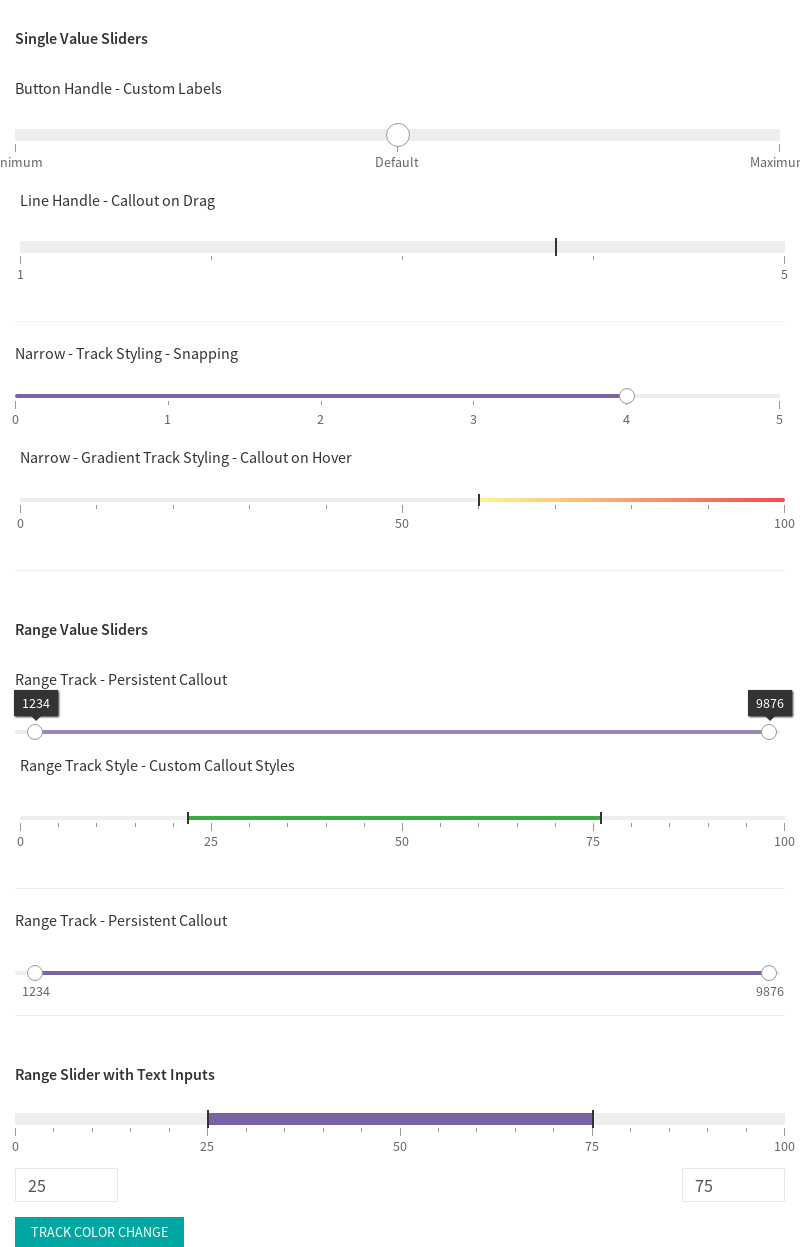 Single Value Sliders
Button Handle - Custom Labels
nimum Default Maximur
Line Handle - Callout on Drag
1 5
Narrow - Track Styling - Snapping
0 1 2 3 4 5
Narrow - Gradient Track Styling - Callout on Hover
0 50 100
Range Value Sliders
Range Track - Persistent Callout
1234 9876
Range Track Style - Custom Callout Styles
0 25 50 75 100
Range Track - Persistent Callout
1234 9876
Range Slider with Text Inputs
0 25 50 75 100
25 75
TRACK COLOR CHANGE